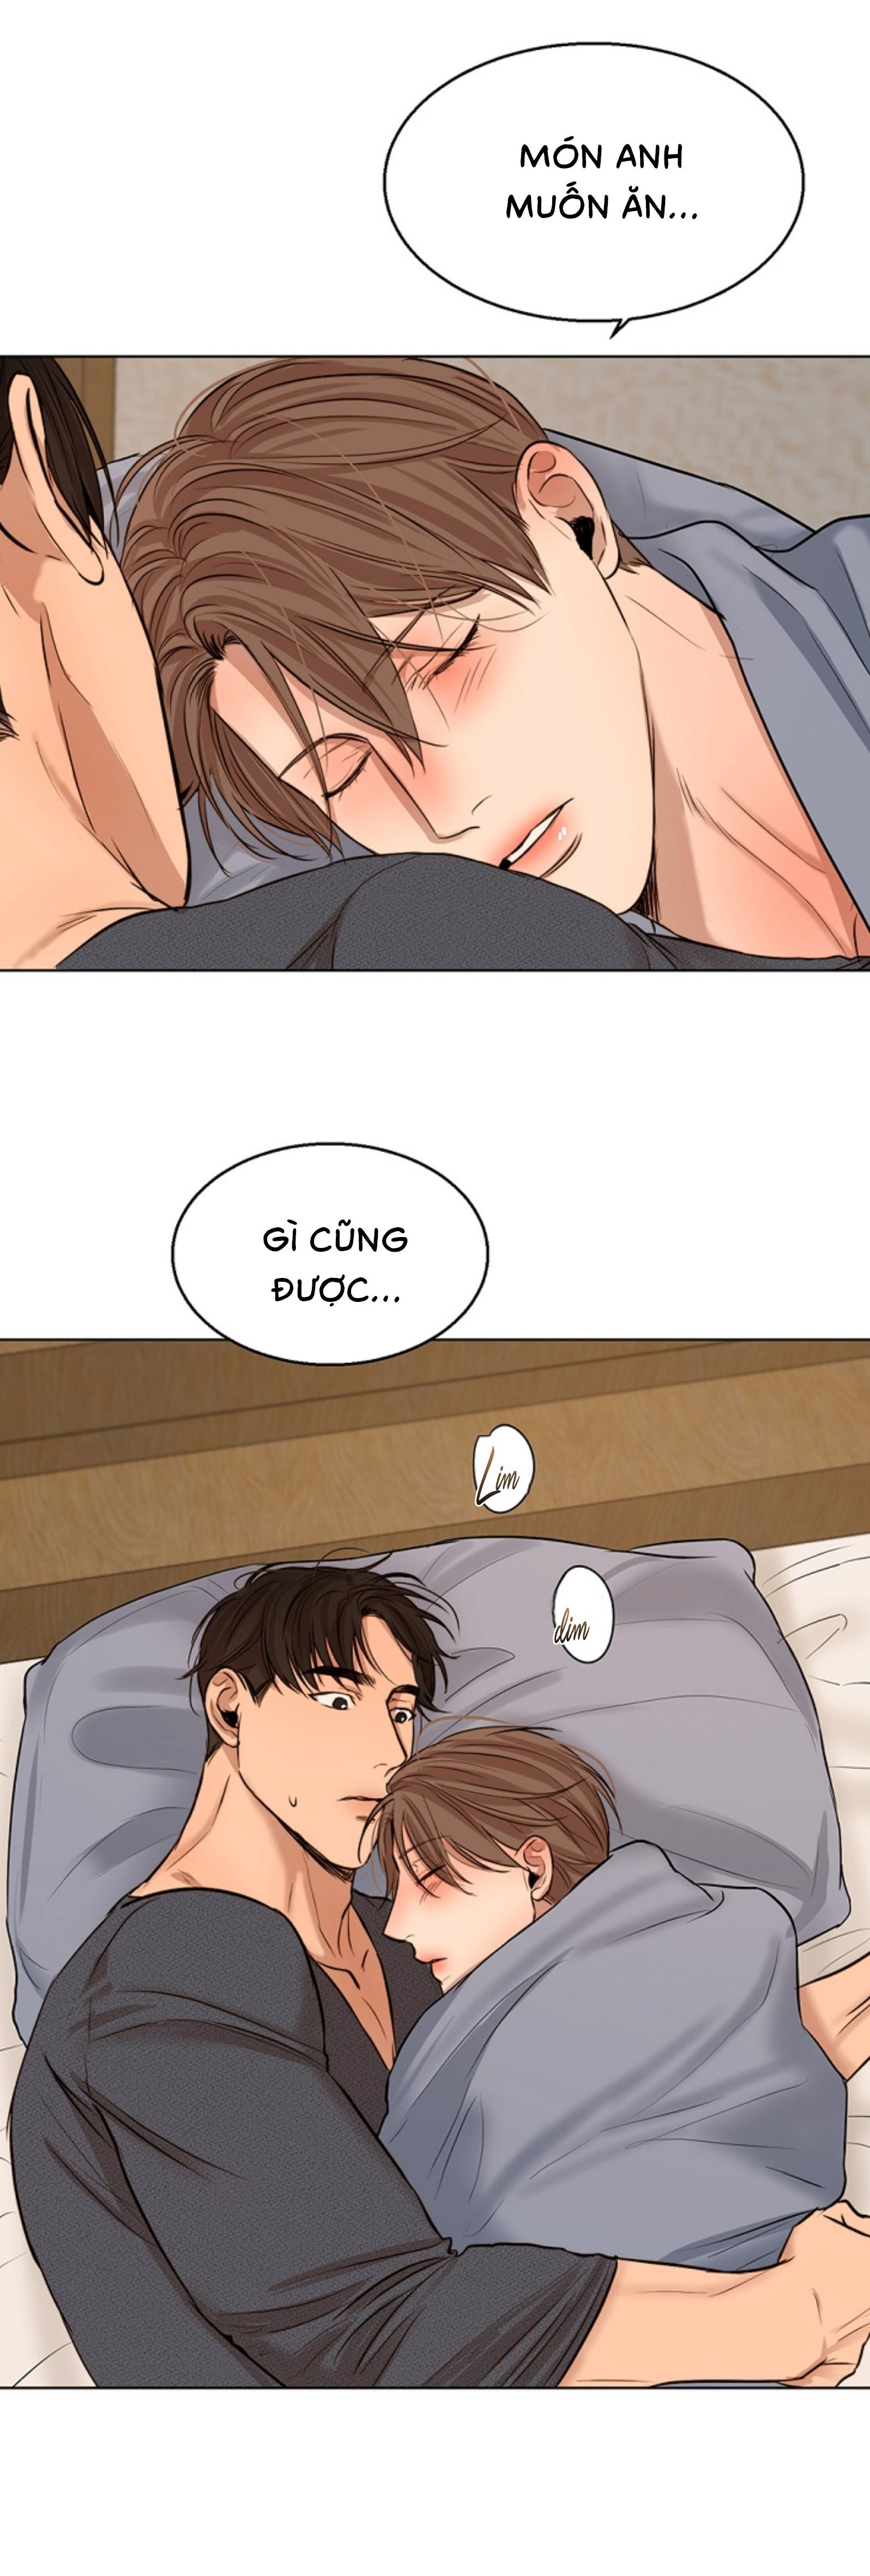 MÓN ANH
MUỐN ĂN...
GÌ CŨNG
ĐƯỢC...
Lim
dim